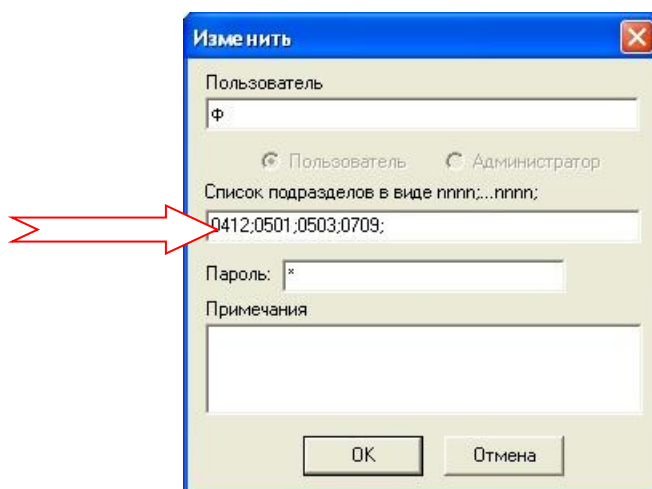 Изменить
Пользователь
Ф
Пользователь Администратор
Список подразделов в виде nnnn;...nnnn;
0412;0501;0503;0709;
Пароль: *
Примечания
OK Отмена